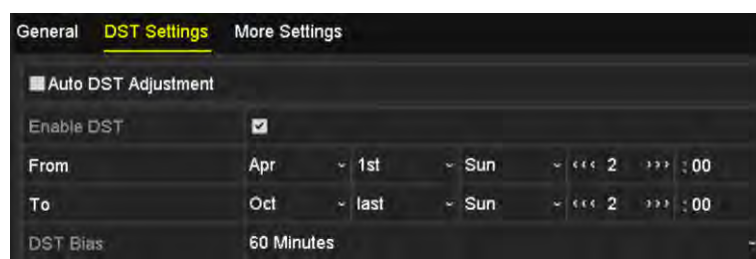 General DST Settings More Settings
Auto DST Adjustment
Enable DST
From Apr 1st Sun 2 :00
To Oct last Sun 2 :00
DST Bias 60 Minutes